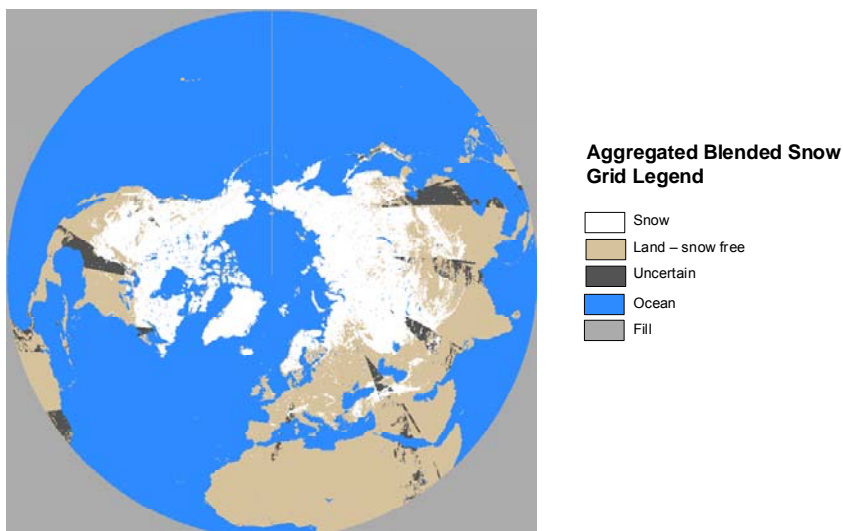 Aggregated Blended Snow
Grid Legend
Snow
Land – snow free
Uncertain
Ocean
Fill